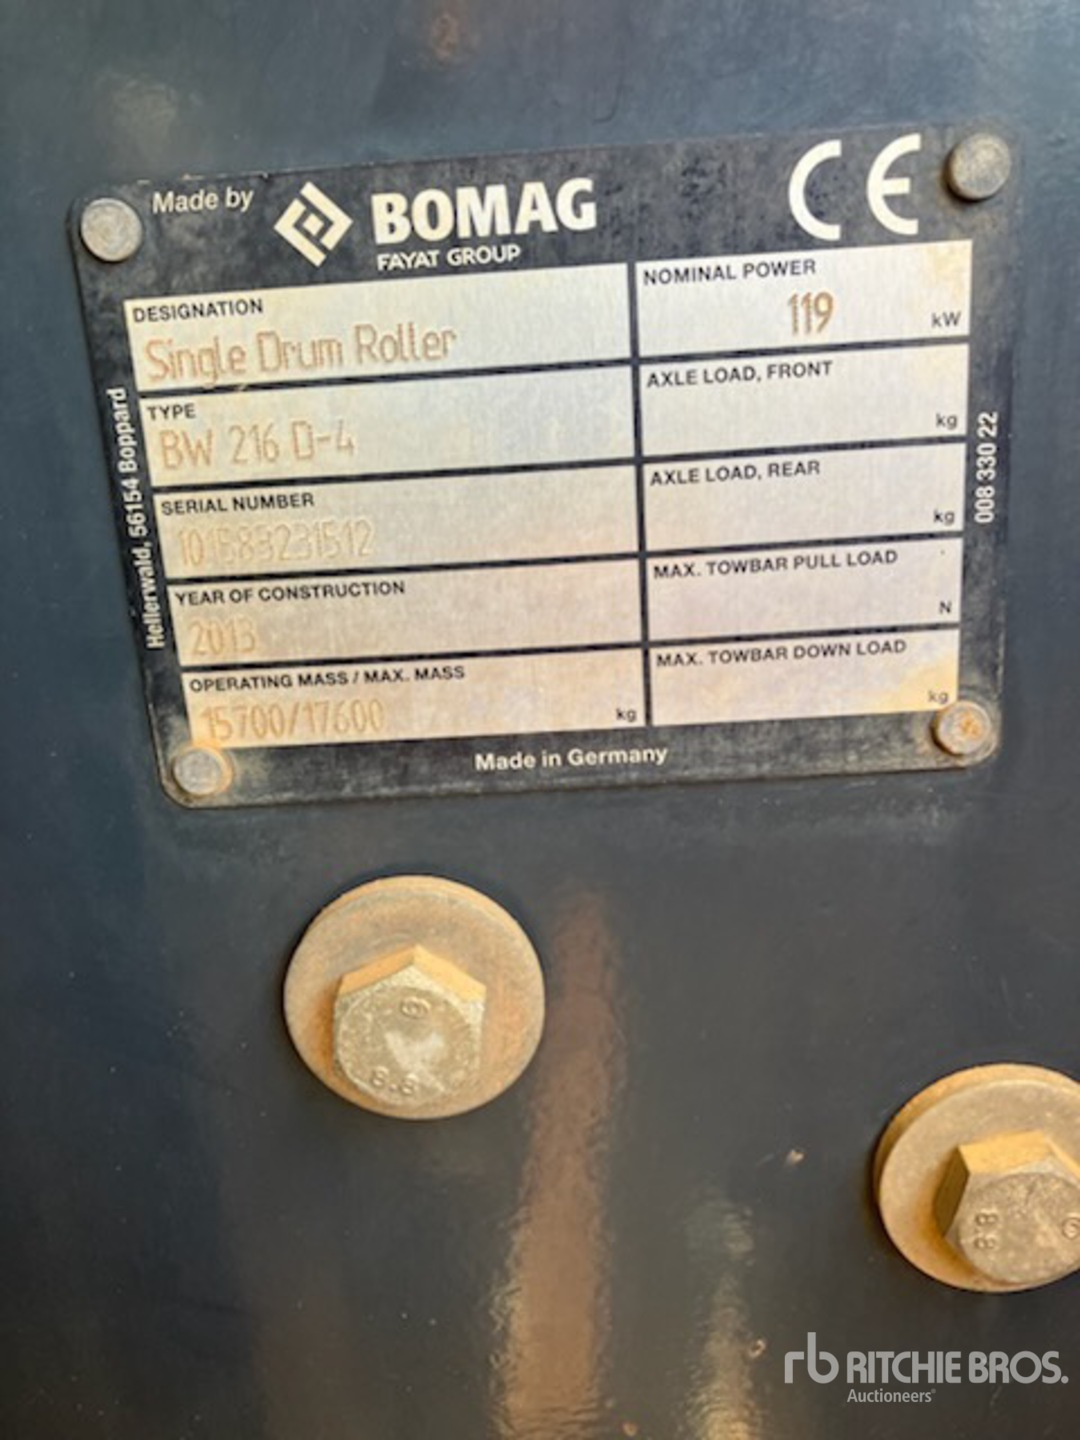 Made by
BOMAG
FAYAT GROUP
CE
DESIGNATION
Single Drum Roller
NOMINAL POWER
119 kW
TYPE
BW 216 D-4
AXLE LOAD, FRONT
kg
SERIAL NUMBER
101583231512
AXLE LOAD, REAR
kg
YEAR OF CONSTRUCTION
MAX. TOWBAR PULL LOAD
N
OPERATING MASS / MAX. MASS
15700/17600 kg
MAX. TOWBAR DOWN LOAD
kg
Made in Germany
Hellerwald, 56154 Boppard
008 330 22
8.8
8.8
rb RITCHIE BROS.
Auctioneers